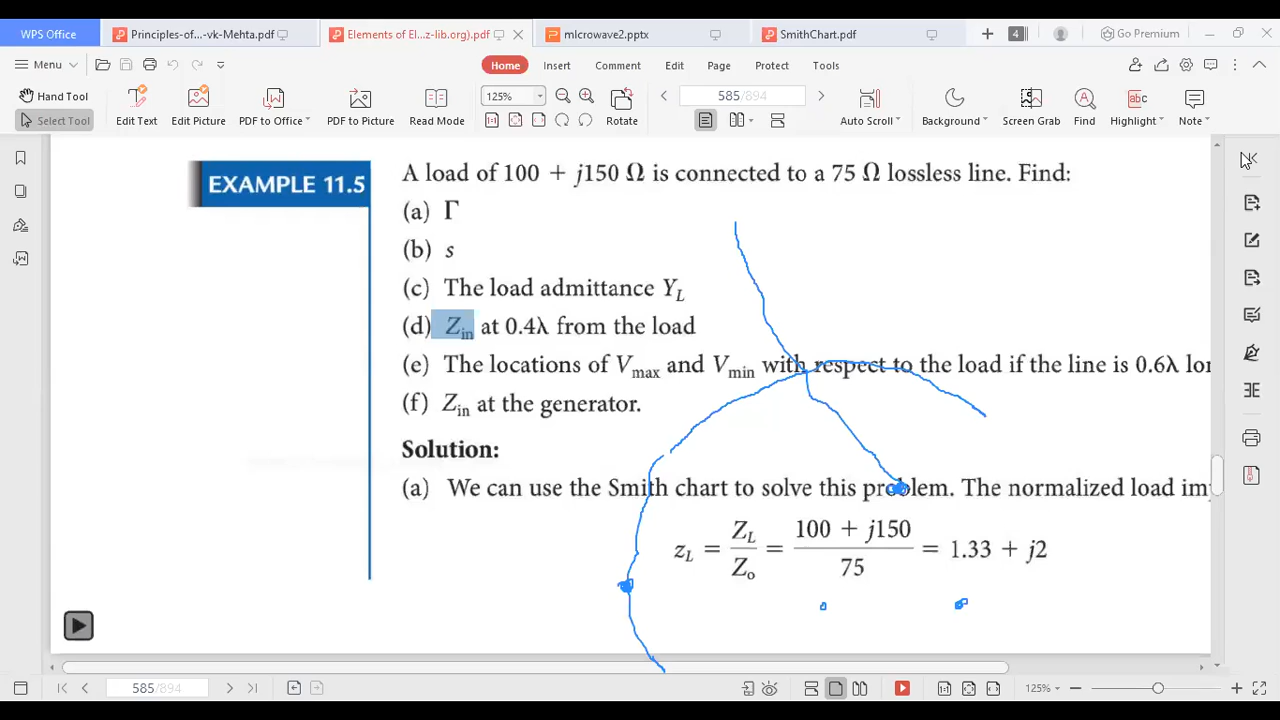 WPS Office
Principles-of...-vk-Mehta.pdf
Elements of El...z-lib.org).pdf
mIcrowave2.pptx
SmithChart.pdf
4
Go Premium
Menu
Home
Insert
Comment
Edit
Page
Protect
Tools
Hand Tool
Select Tool
Edit Text
Edit Picture
PDF to Office
PDF to Picture
Read Mode
125%
Rotate
585/894
Auto Scroll
Background
Screen Grab
Find
Highlight
Note
EXAMPLE 11.5
A load of 100 + j150 Ω is connected to a 75 Ω lossless line. Find:
(a) Γ
(b) s
(c) The load admittance Y_L
(d) Z_in at 0.4λ from the load
(e) The locations of V_max and V_min with respect to the load if the line is 0.6λ lon
(f) Z_in at the generator.
Solution:
(a) We can use the Smith chart to solve this problem. The normalized load imp
z_L = Z_L/Z_o = (100 + j150)/75 = 1.33 + j2
585/894
125%